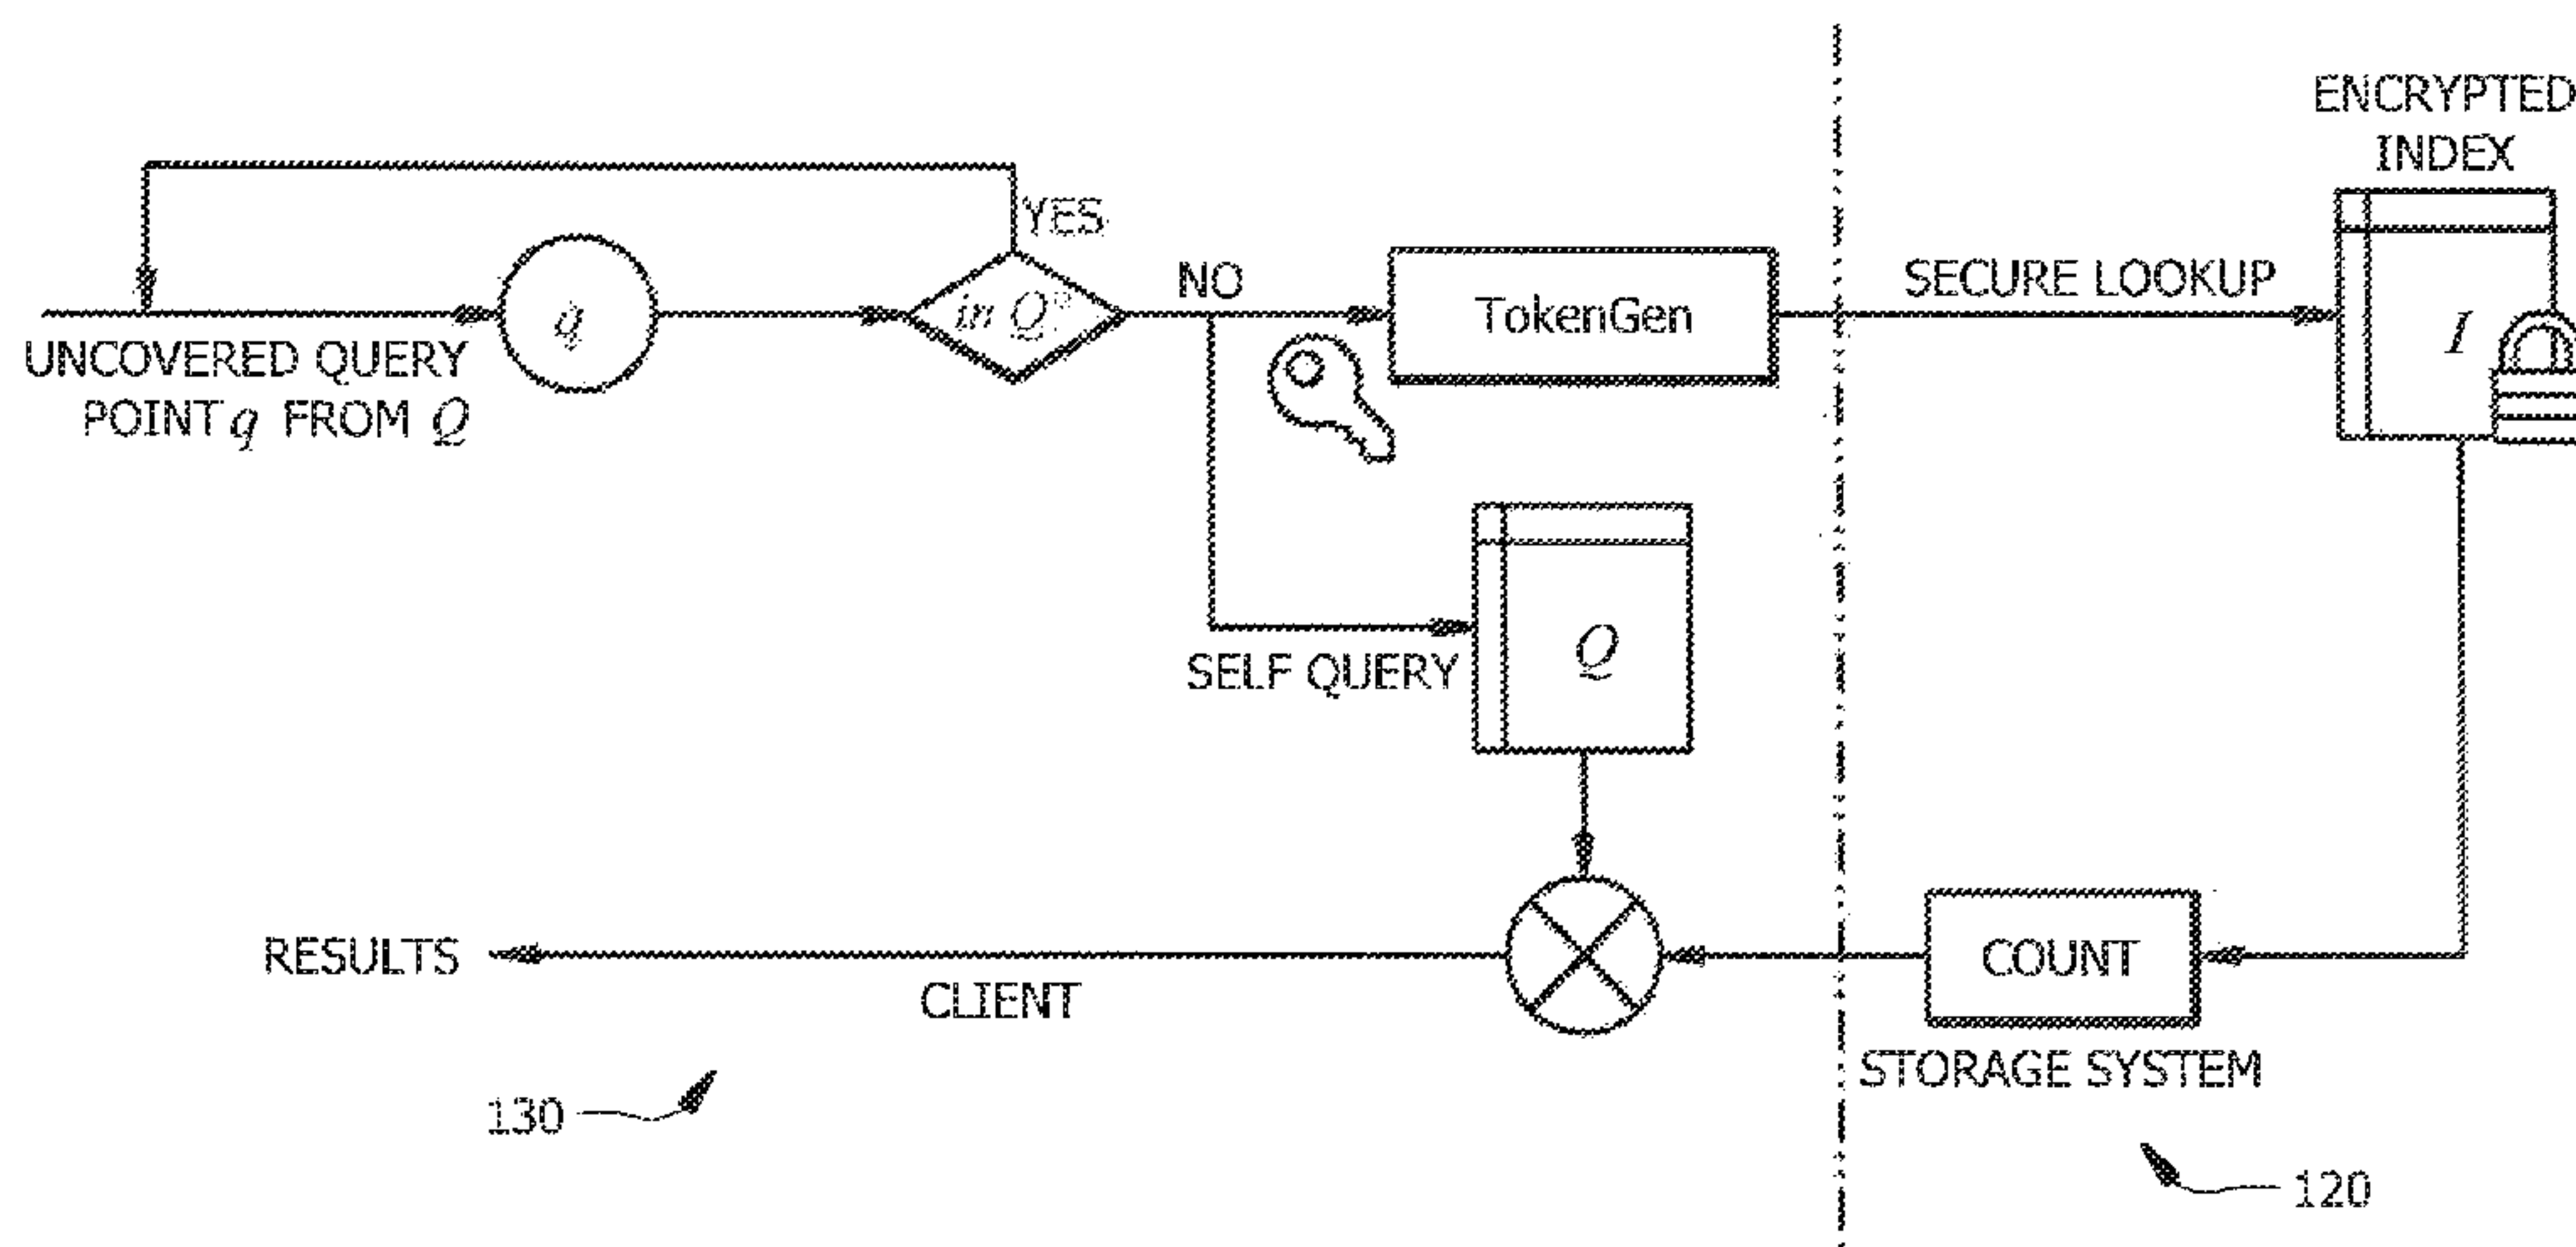 ENCRYPTED
INDEX
YES
NO
SECURE LOOKUP
q
in Q?
TokenGen
I
UNCOVERED QUERY
POINT q FROM Q
Q
SELF QUERY
RESULTS
COUNT
CLIENT
STORAGE SYSTEM
130
120